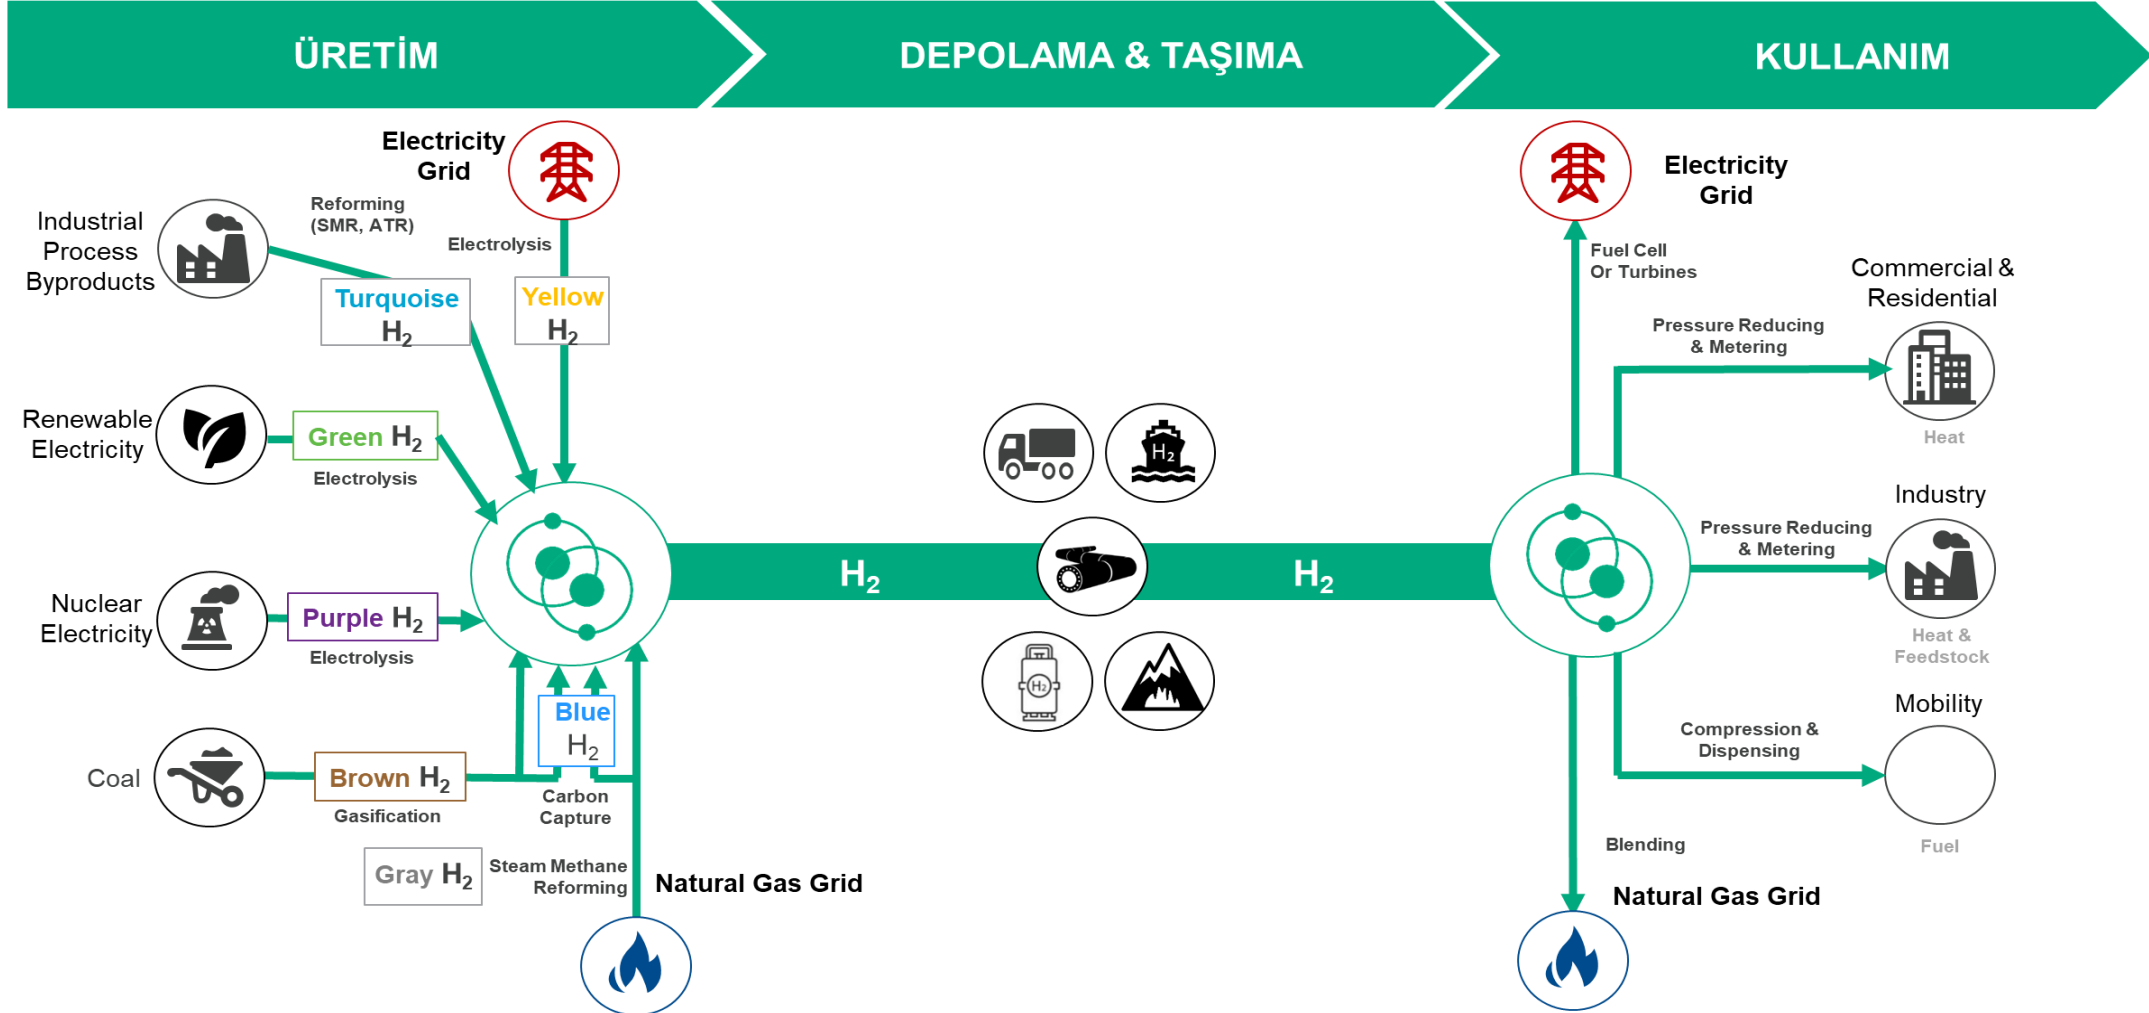 ÜRETİM
DEPOLAMA & TAŞIMA
KULLANIM
Electricity
Grid
Reforming
(SMR, ATR)
Industrial
Process
Byproducts
Electrolysis
Turquoise
H₂
Yellow
H₂
Renewable
Electricity
Green H₂
Electrolysis
Nuclear
Electricity
Purple H₂
Electrolysis
Blue
H₂
Coal
Brown H₂
Gasification
Carbon
Capture
Gray H₂
Steam Methane
Reforming
Natural Gas Grid
H₂
H₂
H₂
H₂
Electricity
Grid
Fuel Cell
Or Turbines
Commercial &
Residential
Pressure Reducing
& Metering
Heat
Industry
Pressure Reducing
& Metering
Heat &
Feedstock
Mobility
Compression &
Dispensing
Fuel
Blending
Natural Gas Grid